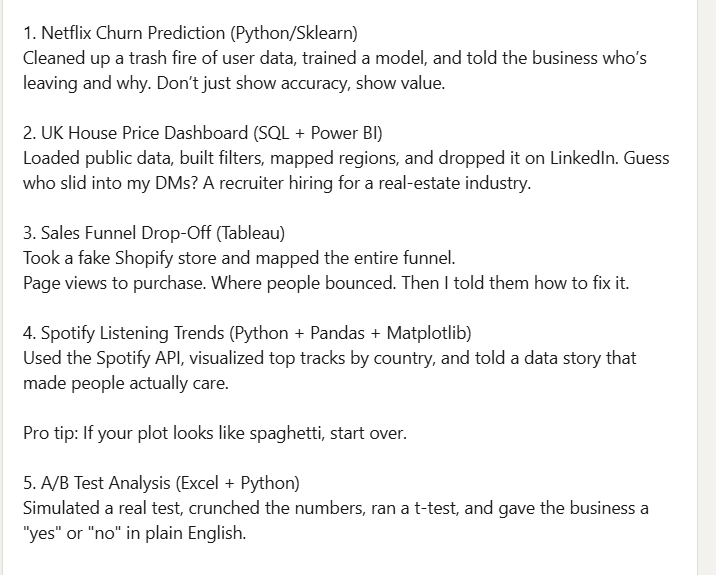 1. Netflix Churn Prediction (Python/Sklearn)
Cleaned up a trash fire of user data, trained a model, and told the business who’s
leaving and why. Don’t just show accuracy, show value.
2. UK House Price Dashboard (SQL + Power BI)
Loaded public data, built filters, mapped regions, and dropped it on LinkedIn. Guess
who slid into my DMs? A recruiter hiring for a real-estate industry.
3. Sales Funnel Drop-Off (Tableau)
Took a fake Shopify store and mapped the entire funnel.
Page views to purchase. Where people bounced. Then I told them how to fix it.
4. Spotify Listening Trends (Python + Pandas + Matplotlib)
Used the Spotify API, visualized top tracks by country, and told a data story that
made people actually care.
Pro tip: If your plot looks like spaghetti, start over.
5. A/B Test Analysis (Excel + Python)
Simulated a real test, crunched the numbers, ran a t-test, and gave the business a
"yes" or "no" in plain English.